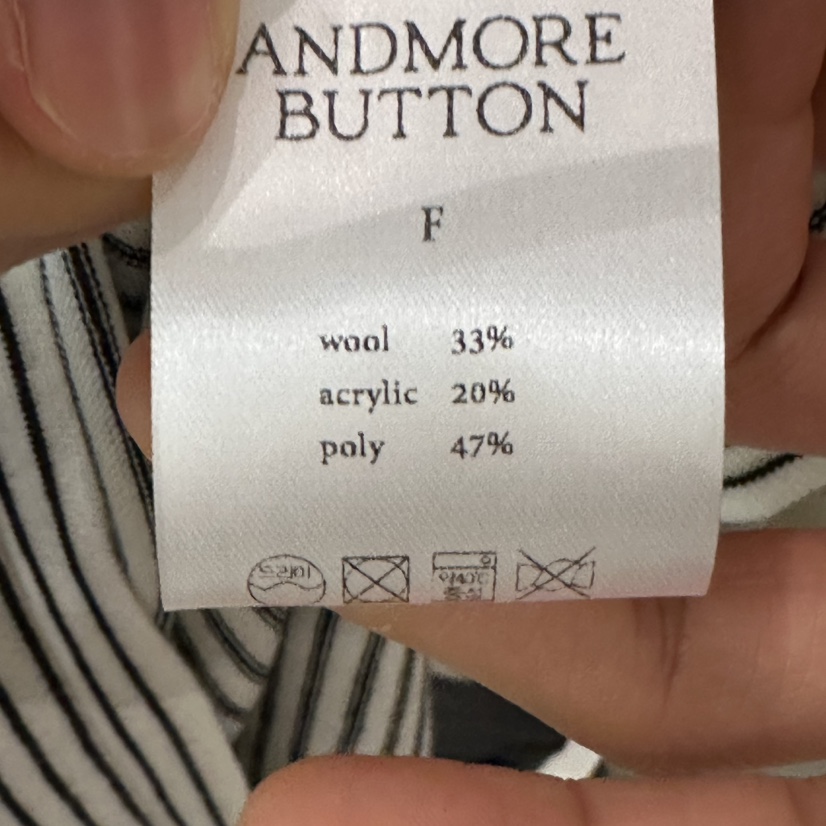 ANDMORE
BUTTON
F
wool 33%
acrylic 20%
poly 47%